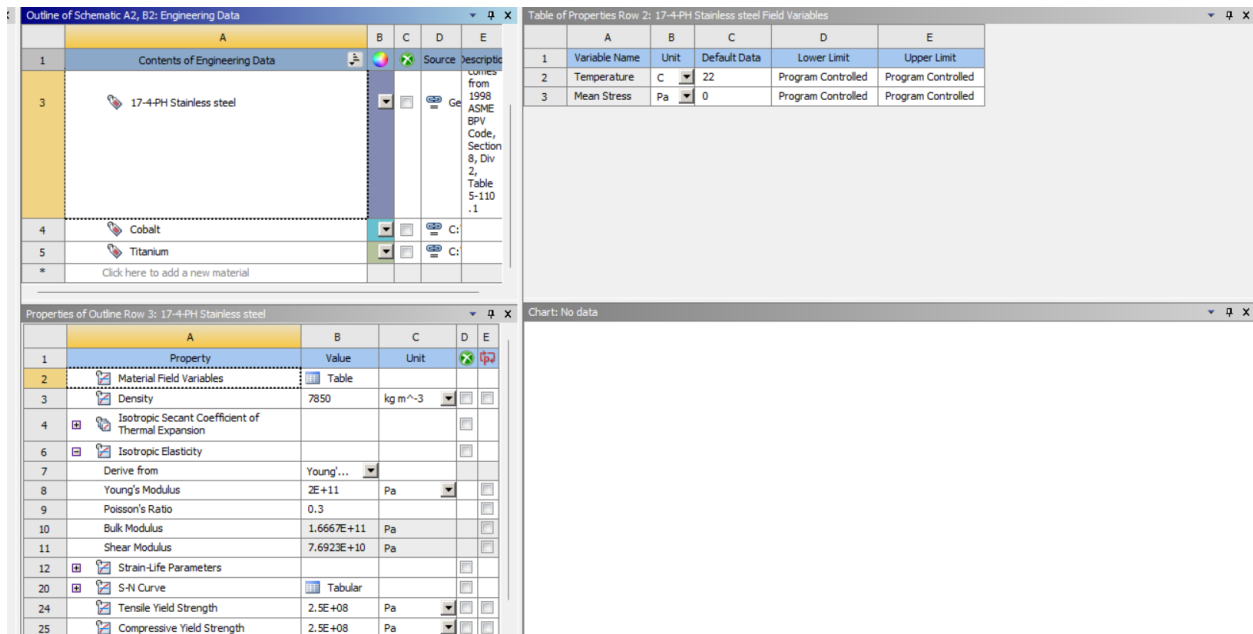 Outline of Schematic A2, B2: Engineering Data
A B C D E
1 Contents of Engineering Data Source
3 17-4-PH Stainless steel Ge
comes
from
1998
ASME
BPV
Code,
Section
8, Div
2,
Table
5-110
.1
4 Cobalt C:
5 Titanium C:
* Click here to add a new material
Table of Properties Row 2: 17-4-PH Stainless steel Field Variables
A B C D E
1 Variable Name Unit Default Data Lower Limit Upper Limit
2 Temperature C 22 Program Controlled Program Controlled
3 Mean Stress Pa 0 Program Controlled Program Controlled
Properties of Outline Row 3: 17-4-PH Stainless steel
A B C D E
1 Property Value Unit
2 Material Field Variables Table
3 Density 7850 kg m^-3
4 Isotropic Secant Coefficient of
Thermal Expansion
6 Isotropic Elasticity
7 Derive from Young'...
8 Young's Modulus 2E+11 Pa
9 Poisson's Ratio 0.3
10 Bulk Modulus 1.6667E+11 Pa
11 Shear Modulus 7.6923E+10 Pa
12 Strain-Life Parameters
20 S-N Curve Tabular
24 Tensile Yield Strength 2.5E+08 Pa
25 Compressive Yield Strength 2.5E+08 Pa
Chart: No data